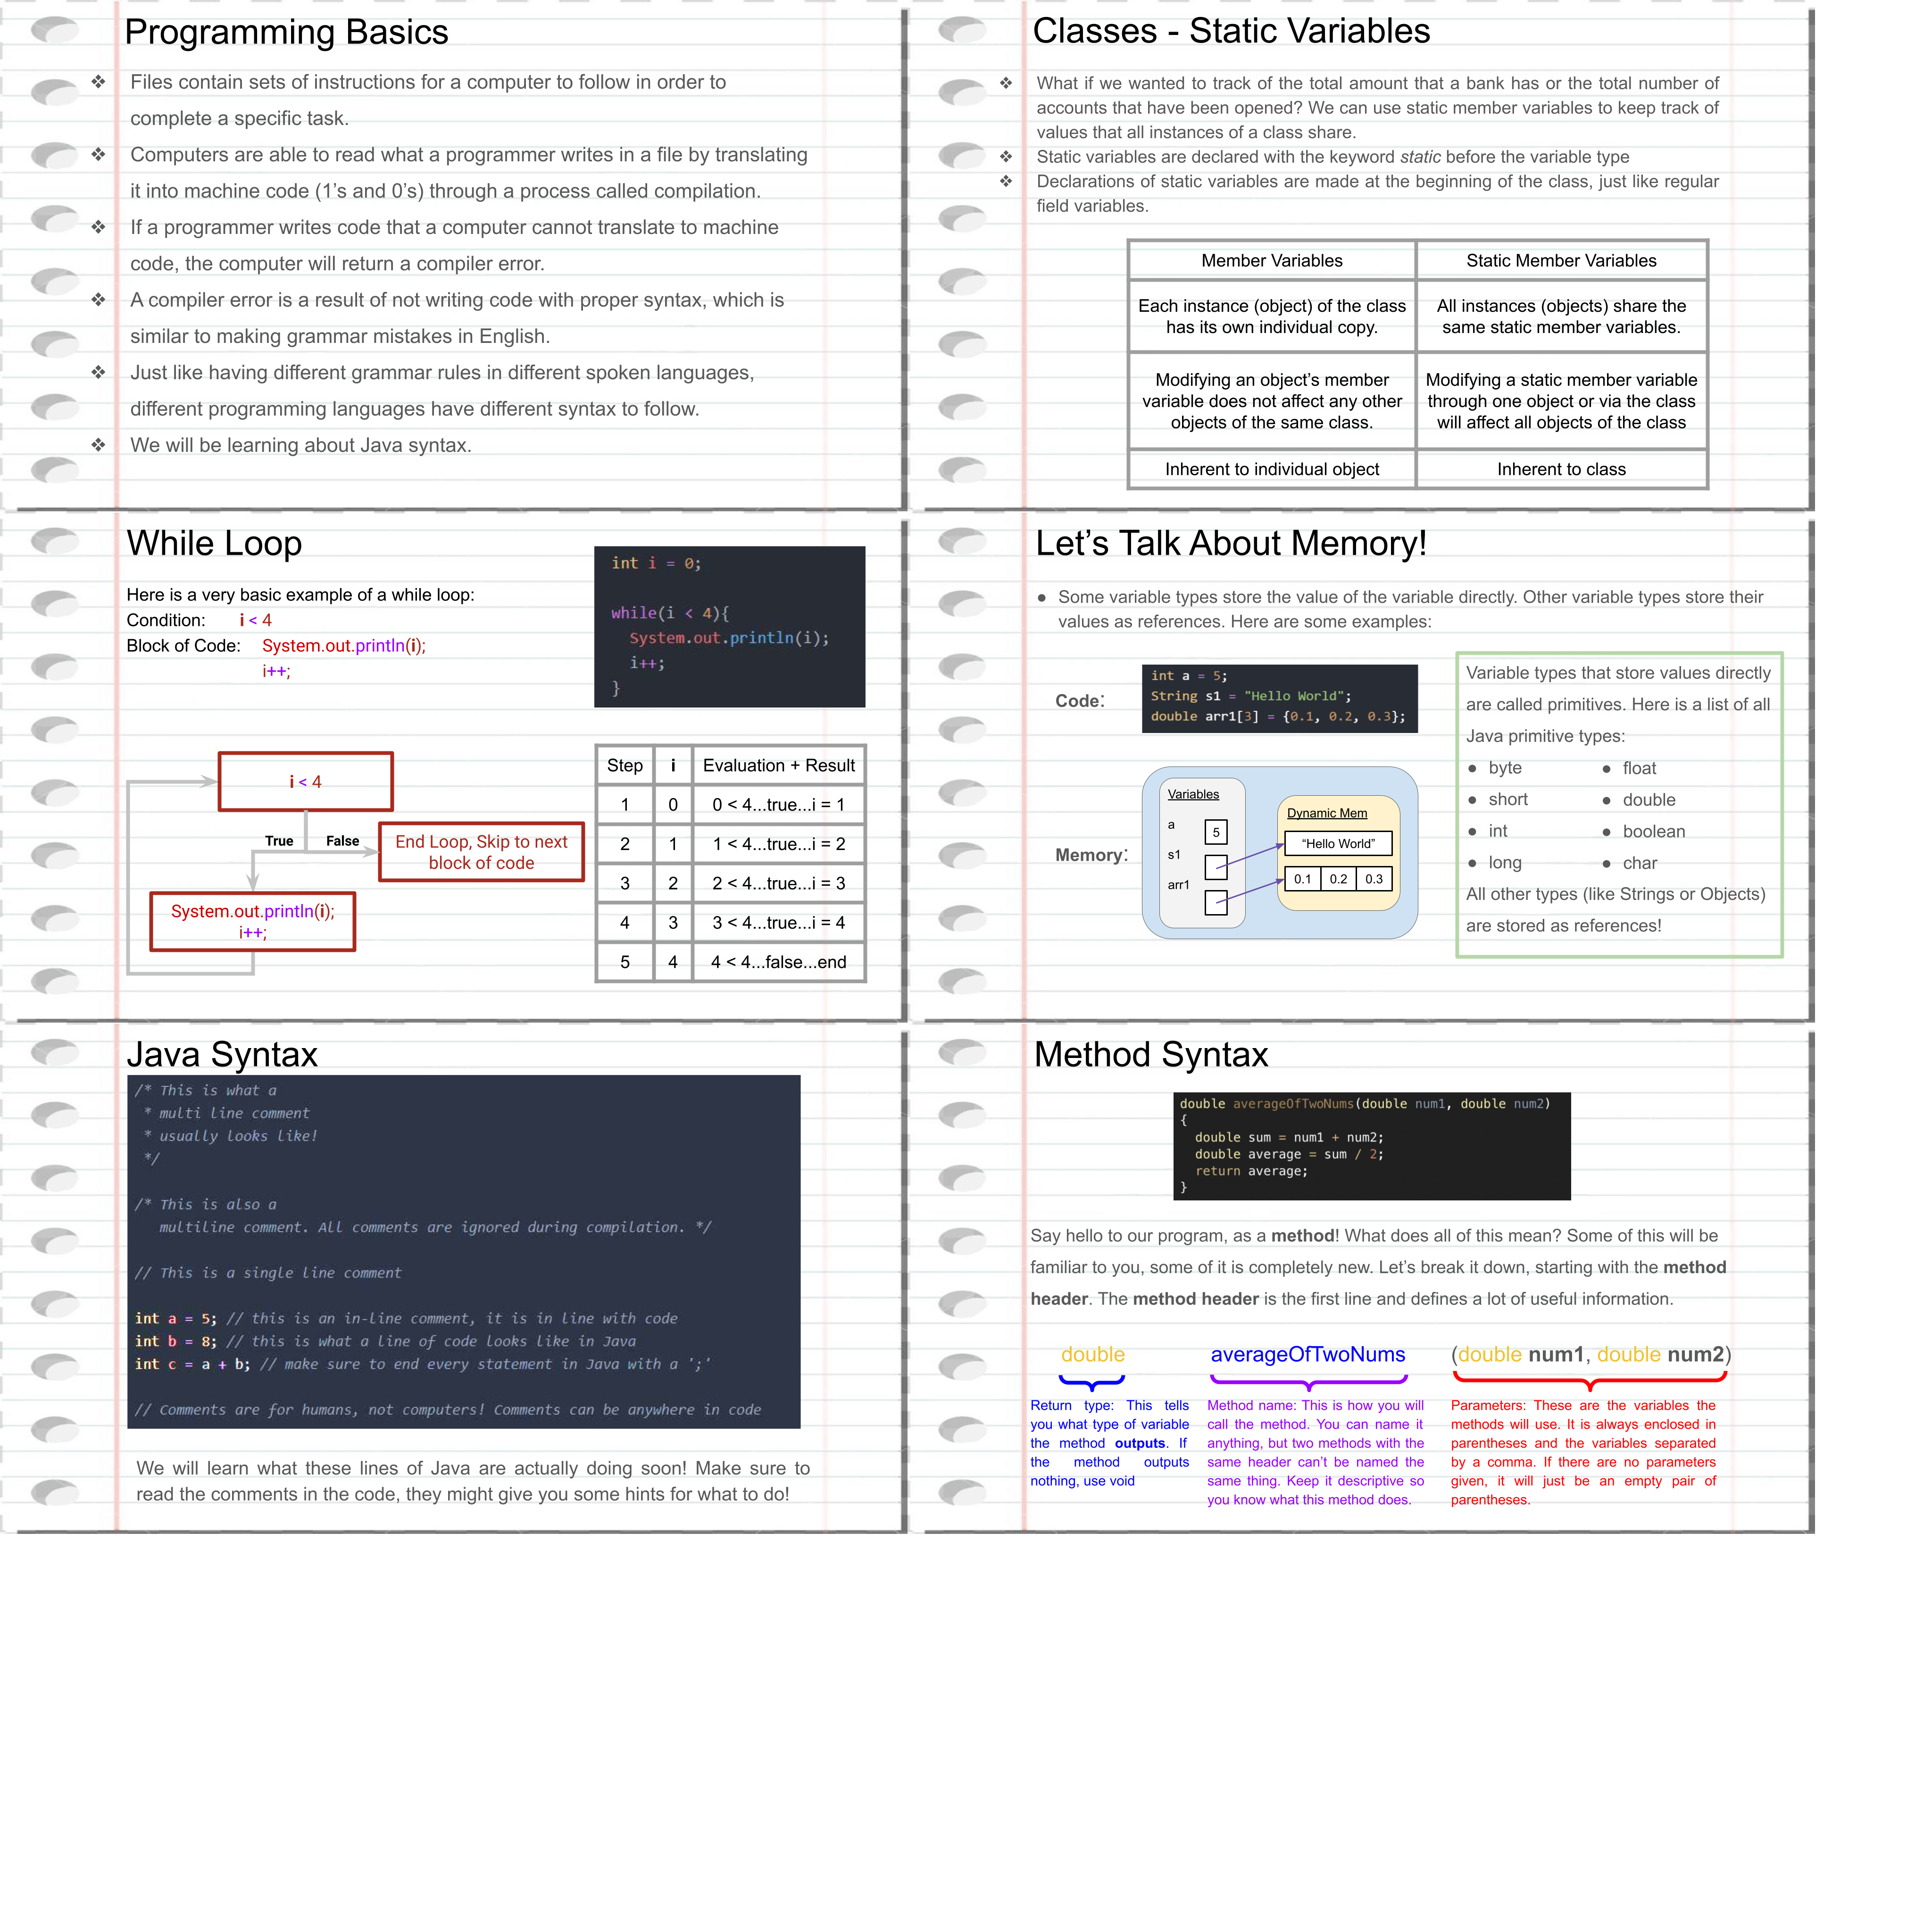 Programming Basics
❖ Files contain sets of instructions for a computer to follow in order to
complete a specific task.
❖ Computers are able to read what a programmer writes in a file by translating
it into machine code (1’s and 0’s) through a process called compilation.
❖ If a programmer writes code that a computer cannot translate to machine
code, the computer will return a compiler error.
❖ A compiler error is a result of not writing code with proper syntax, which is
similar to making grammar mistakes in English.
❖ Just like having different grammar rules in different spoken languages,
different programming languages have different syntax to follow.
❖ We will be learning about Java syntax.
Classes - Static Variables
❖ What if we wanted to track of the total amount that a bank has or the total number of
accounts that have been opened? We can use static member variables to keep track of
values that all instances of a class share.
❖ Static variables are declared with the keyword static before the variable type
❖ Declarations of static variables are made at the beginning of the class, just like regular
field variables.
Member Variables Static Member Variables
Each instance (object) of the class
has its own individual copy.
All instances (objects) share the
same static member variables.
Modifying an object’s member
variable does not affect any other
objects of the same class.
Modifying a static member variable
through one object or via the class
will affect all objects of the class
Inherent to individual object Inherent to class
While Loop
Here is a very basic example of a while loop:
Condition: i < 4
Block of Code: System.out.println(i);
i++;
int i = 0;
while(i < 4){
System.out.println(i);
i++;
}
i < 4
True False
End Loop, Skip to next
block of code
System.out.println(i);
i++;
Step i Evaluation + Result
1 0 0 < 4...true...i = 1
2 1 1 < 4...true...i = 2
3 2 2 < 4...true...i = 3
4 3 3 < 4...true...i = 4
5 4 4 < 4...false...end
Let’s Talk About Memory!
● Some variable types store the value of the variable directly. Other variable types store their
values as references. Here are some examples:
Code:
int a = 5;
String s1 = "Hello World";
double arr1[3] = {0.1, 0.2, 0.3};
Memory:
Variables
a 5
s1
arr1
Dynamic Mem
“Hello World”
0.1 0.2 0.3
Variable types that store values directly
are called primitives. Here is a list of all
Java primitive types:
● byte ● float
● short ● double
● int ● boolean
● long ● char
All other types (like Strings or Objects)
are stored as references!
Java Syntax
/* This is what a
* multi line comment
* usually looks like!
*/
/* This is also a
multiline comment. All comments are ignored during compilation. */
// This is a single line comment
int a = 5; // this is an in-line comment, it is in line with code
int b = 8; // this is what a line of code looks like in Java
int c = a + b; // make sure to end every statement in Java with a ';'
// Comments are for humans, not computers! Comments can be anywhere in code
We will learn what these lines of Java are actually doing soon! Make sure to
read the comments in the code, they might give you some hints for what to do!
Method Syntax
double averageOfTwoNums(double num1, double num2)
{
double sum = num1 + num2;
double average = sum / 2;
return average;
}
Say hello to our program, as a method! What does all of this mean? Some of this will be
familiar to you, some of it is completely new. Let’s break it down, starting with the method
header. The method header is the first line and defines a lot of useful information.
double averageOfTwoNums (double num1, double num2)
Return type: This tells
you what type of variable
the method outputs. If
the method outputs
nothing, use void
Method name: This is how you will
call the method. You can name it
anything, but two methods with the
same header can’t be named the
same thing. Keep it descriptive so
you know what this method does.
Parameters: These are the variables the
methods will use. It is always enclosed in
parentheses and the variables separated
by a comma. If there are no parameters
given, it will just be an empty pair of
parentheses.